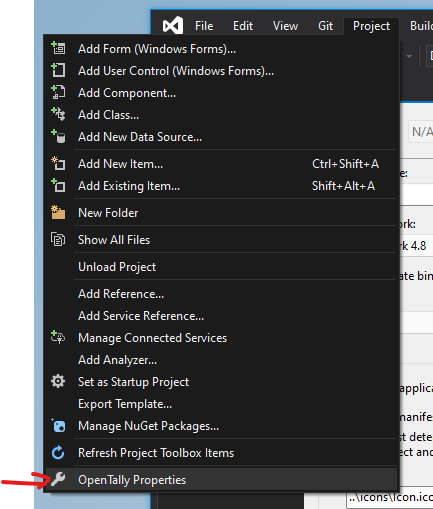 File Edit View Git Project Buil
Add Form (Windows Forms)...
Add User Control (Windows Forms)...
Add Component...
Add Class...
Add New Data Source...
N/A
Add New Item... Ctrl+Shift+A
e:
Add Existing Item... Shift+Alt+A
New Folder
rk:
Show All Files
rk 4.8
Unload Project
ate bin
Add Reference...
Add Service Reference...
Manage Connected Services
Add Analyzer...
Set as Startup Project
applica
Export Template...
manifes
Manage NuGet Packages...
st dete
Refresh Project Toolbox Items
ect and
OpenTally Properties
..\Icons\Icon.ico